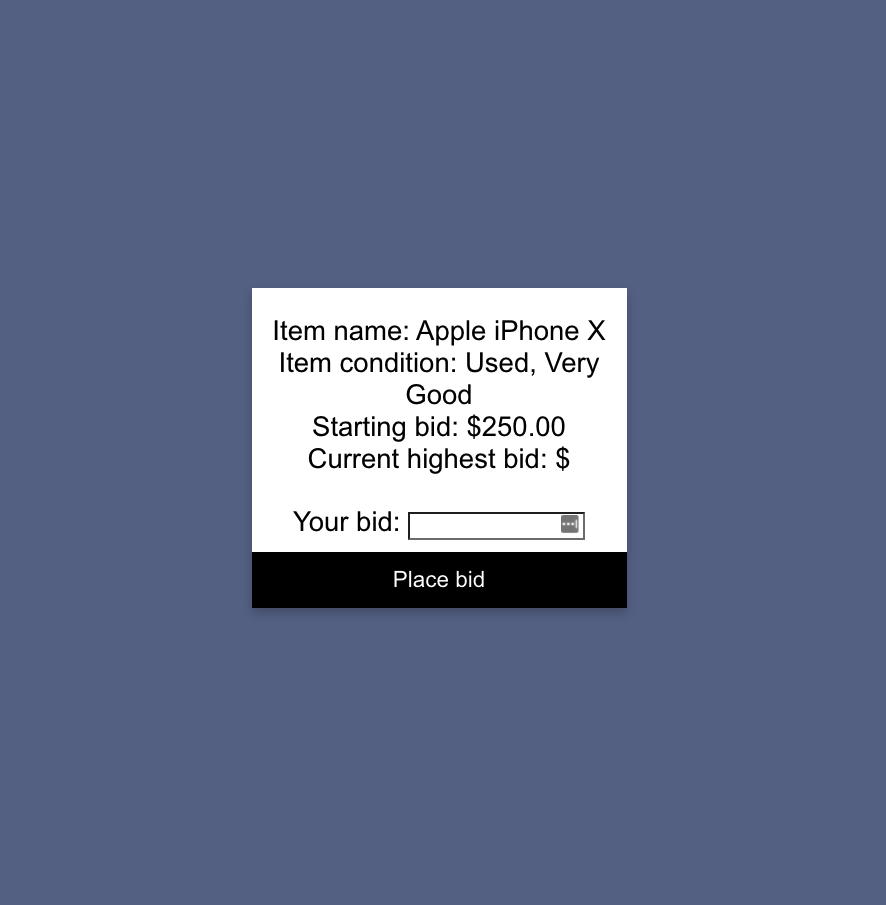 Item name: Apple iPhone X
Item condition: Used, Very
Good
Starting bid: $250.00
Current highest bid: $
Your bid:
Place bid